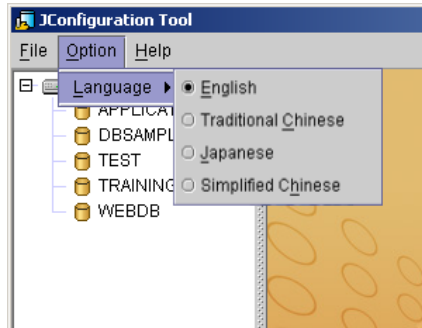 JConfiguration Tool
File Option Help
Language
English
Traditional Chinese
Japanese
Simplified Chinese
DBSAMPL
TEST
TRAINING
WEBDB